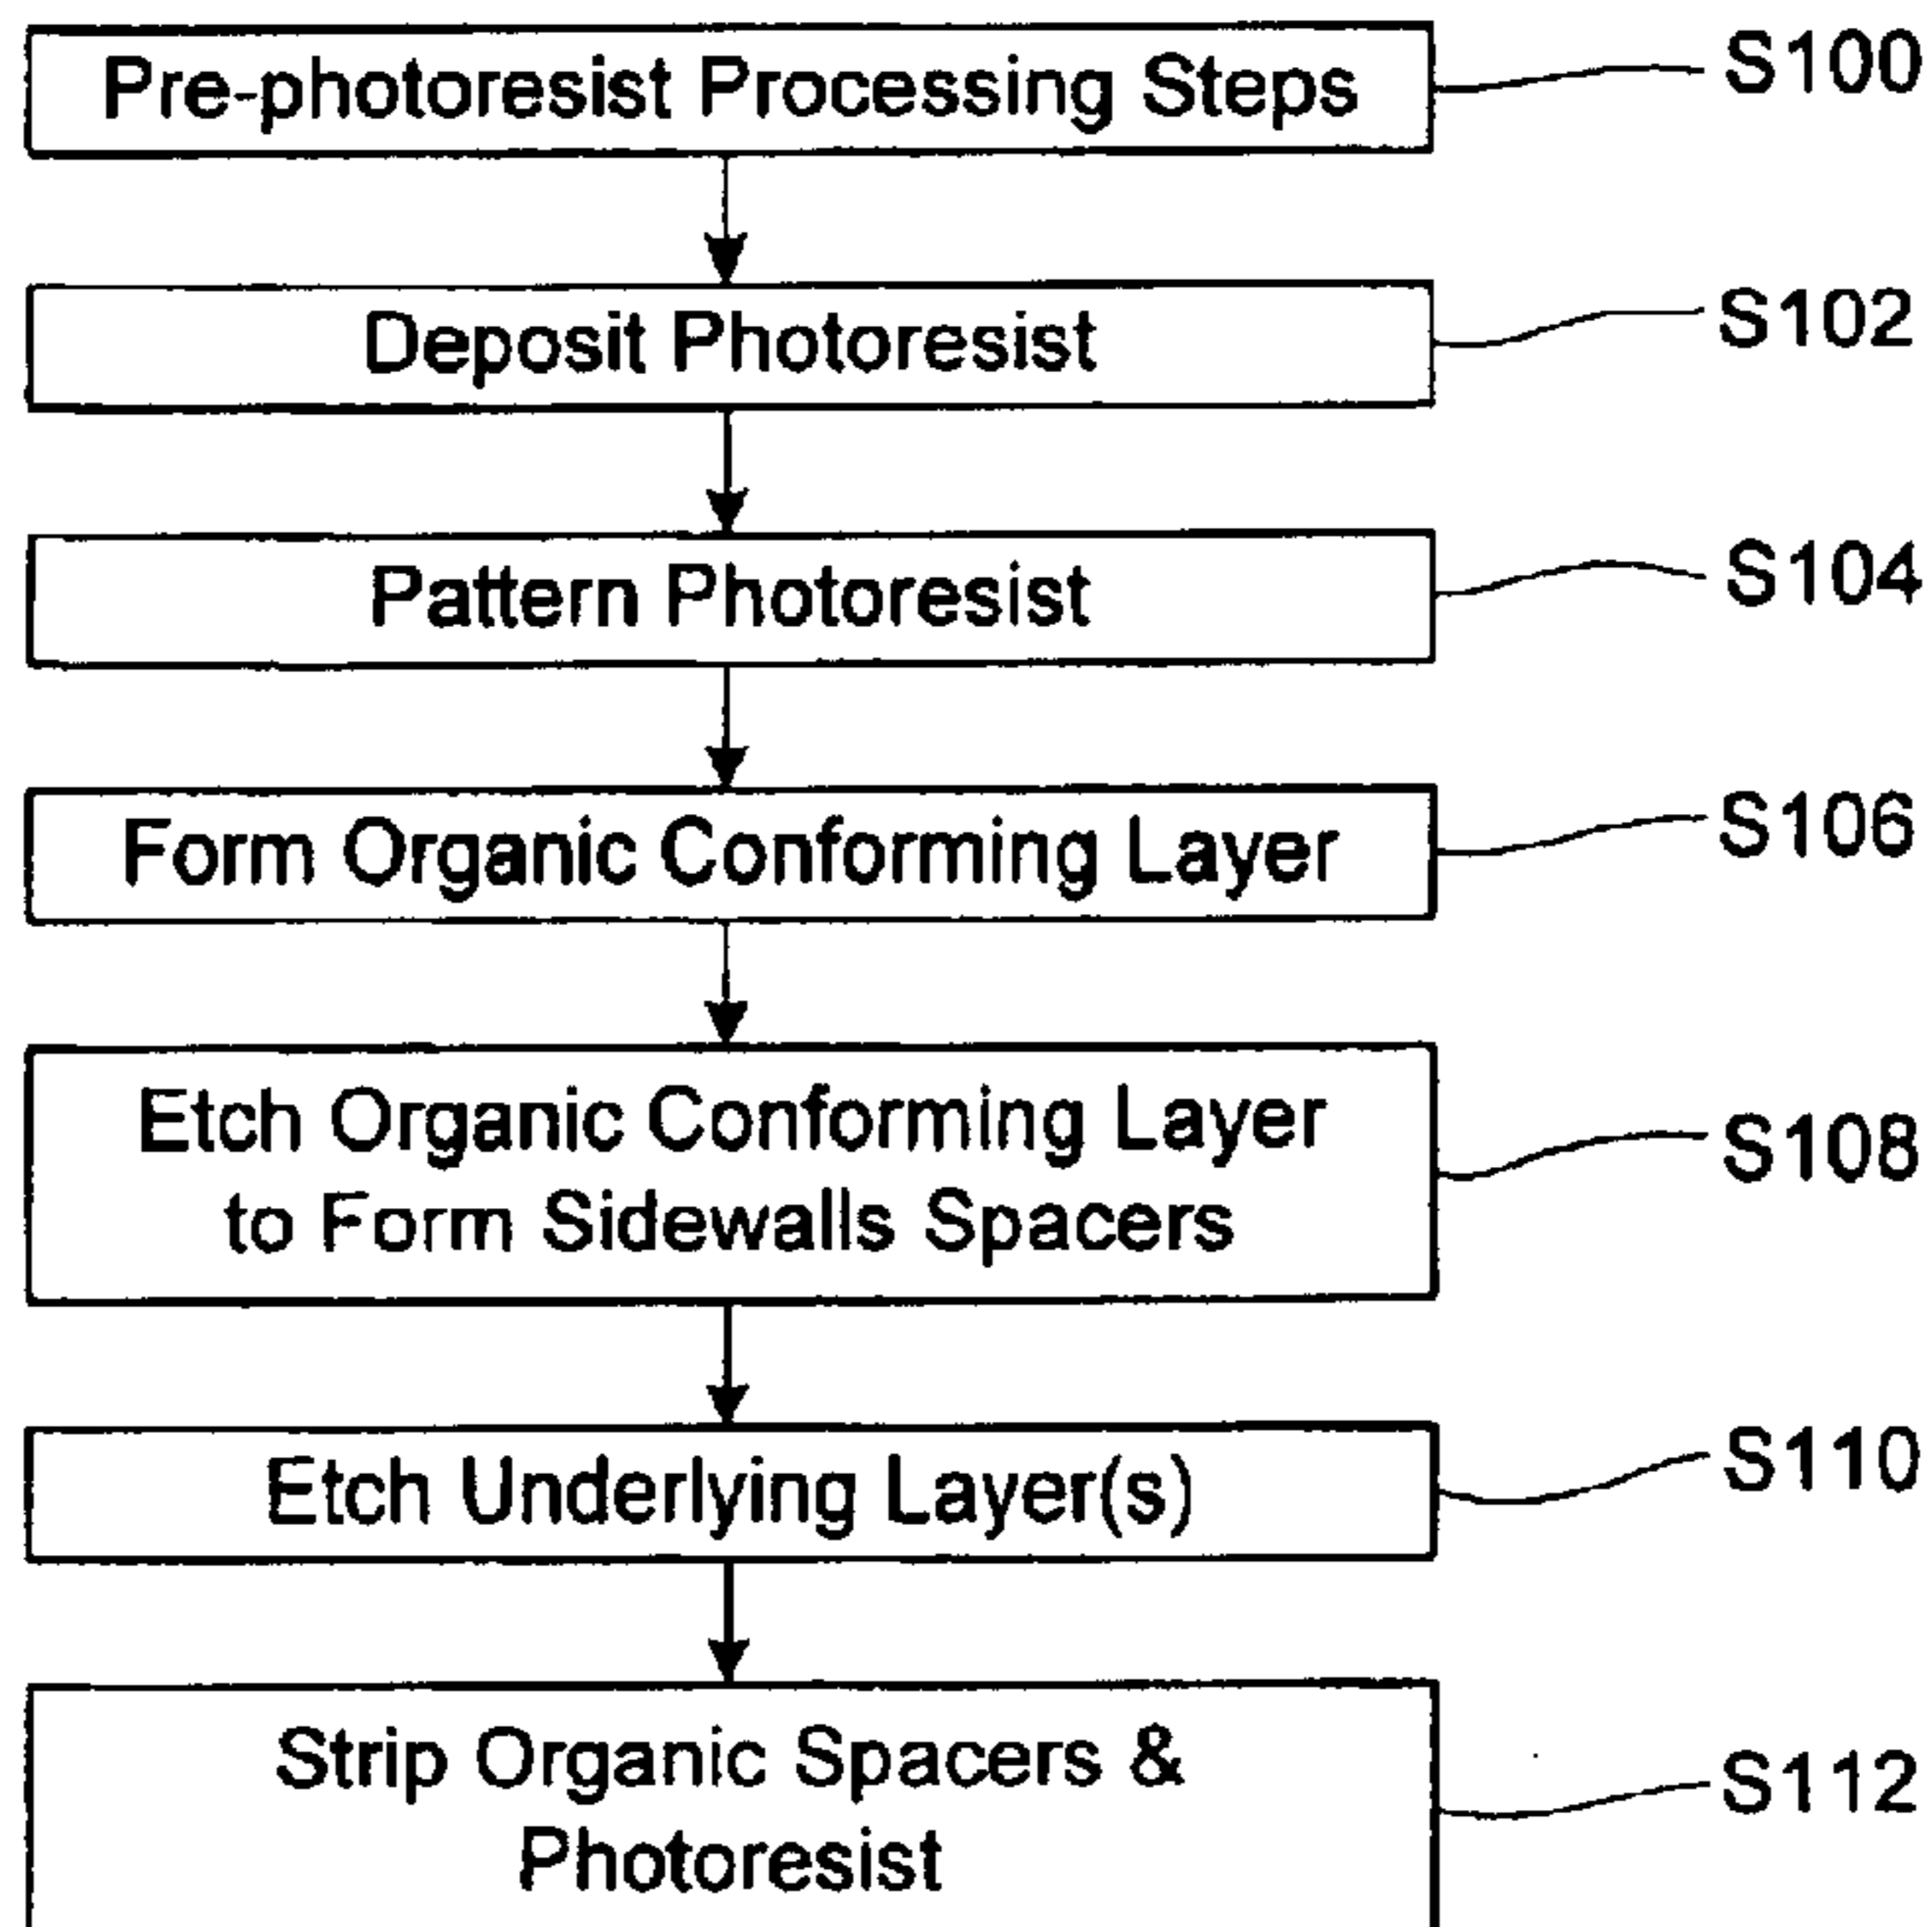 Pre-photoresist Processing Steps
S100
Deposit Photoresist
S102
Pattern Photoresist
S104
Form Organic Conforming Layer
S106
Etch Organic Conforming Layer
to Form Sidewalls Spacers
S108
Etch Underlying Layer(s)
S110
Strip Organic Spacers &
Photoresist
S112